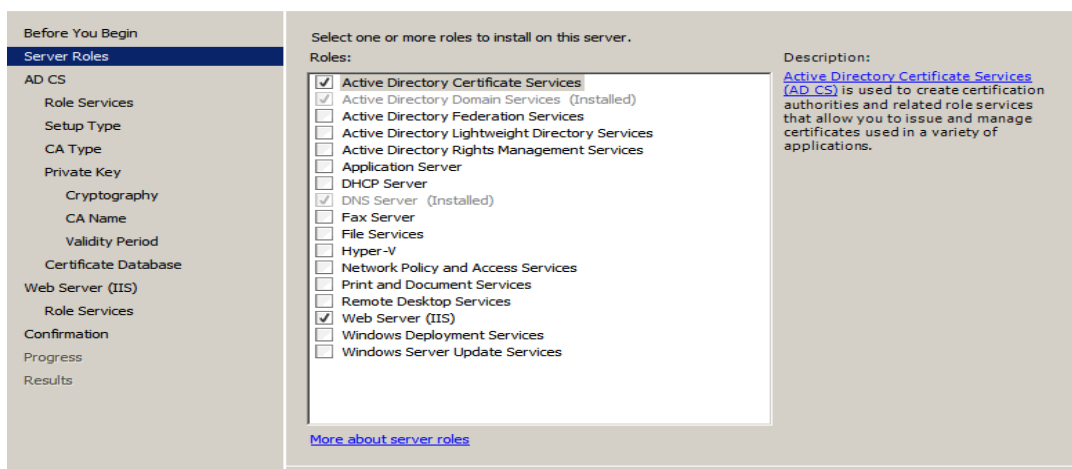 Before You Begin
Server Roles
AD CS
Role Services
Setup Type
CA Type
Private Key
Cryptography
CA Name
Validity Period
Certificate Database
Web Server (IIS)
Role Services
Confirmation
Progress
Results
Select one or more roles to install on this server.
Roles:
Active Directory Certificate Services
Active Directory Domain Services (Installed)
Active Directory Federation Services
Active Directory Lightweight Directory Services
Active Directory Rights Management Services
Application Server
DHCP Server
DNS Server (Installed)
Fax Server
File Services
Hyper-V
Network Policy and Access Services
Print and Document Services
Remote Desktop Services
Web Server (IIS)
Windows Deployment Services
Windows Server Update Services
More about server roles
Description:
Active Directory Certificate Services
(AD CS) is used to create certification
authorities and related role services
that allow you to issue and manage
certificates used in a variety of
applications.